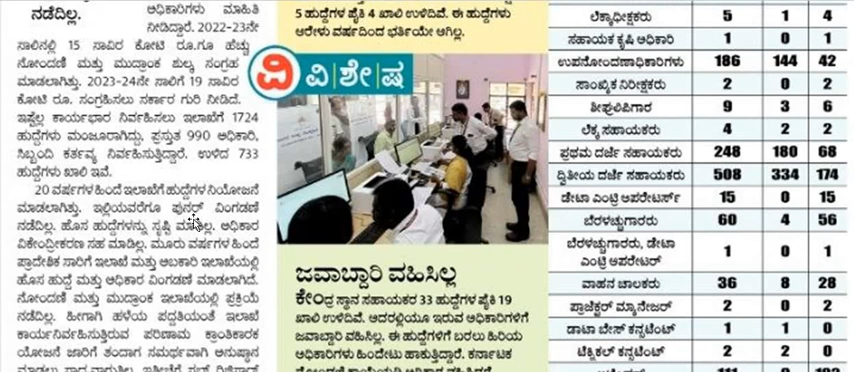 ನಡೆದಿಲ್ಲ.
ಅಧಿಕಾರಿಗಳು ಮಾಹಿತಿ
ನೀಡಿದ್ದಾರೆ. 2022-23ನೇ
ಸಾಲಿನಲ್ಲಿ 15 ಸಾವಿರ ಕೋಟಿ ರೂ.ಗೂ ಹೆಚ್ಚು
ನೋಂದಣಿ ಮತ್ತು ಮುದ್ರಾಂಕ ಶುಲ್ಕ ಸಂಗ್ರಹ
ಮಾಡಲಾಗಿತ್ತು. 2023-24ನೇ ಸಾಲಿಗೆ 19 ಸಾವಿರ
ಕೋಟಿ ರೂ. ಸಂಗ್ರಹಿಸಲು ಸರ್ಕಾರ ಗುರಿ ನೀಡಿದೆ.
ಇಷ್ಟೆಲ್ಲ ಕಾರ್ಯಭಾರ ನಿರ್ವಹಿಸಲು ಇಲಾಖೆಗೆ 1724
ಹುದ್ದೆಗಳು ಮಂಜೂರಾಗಿದ್ದು, ಪ್ರಸ್ತುತ 990 ಅಧಿಕಾರಿ,
ಸಿಬ್ಬಂದಿ ಕರ್ತವ್ಯ ನಿರ್ವಹಿಸುತ್ತಿದ್ದಾರೆ. ಉಳಿದ 733
ಹುದ್ದೆಗಳು ಖಾಲಿ ಇವೆ.
20 ವರ್ಷಗಳ ಹಿಂದೆ ಇಲಾಖೆಗೆ ಹುದ್ದೆಗಳ ನಿಯೋಜನೆ
ಮಾಡಲಾಗಿತ್ತು. ಇಲ್ಲಿಯವರೆಗೂ ಪುನರ್ ವಿಂಗಡಣೆ
ನಡೆದಿಲ್ಲ. ಹೊಸ ಹುದ್ದೆಗಳನ್ನು ಸೃಷ್ಟಿ ಮಾಡಿಲ್ಲ. ಅಧಿಕಾರ
ವಿಕೇಂದ್ರೀಕರಣ ಸಹ ಮಾಡಿಲ್ಲ. ಮೂರು ವರ್ಷಗಳ ಹಿಂದೆ
ಪ್ರಾದೇಶಿಕ ಸಾರಿಗೆ ಇಲಾಖೆ ಮತ್ತು ಅಬಕಾರಿ ಇಲಾಖೆಯಲ್ಲಿ
ಹೊಸ ಹುದ್ದೆ ಮತ್ತು ಅಧಿಕಾರ ವಿಂಗಡಣೆ ಮಾಡಲಾಗಿದೆ.
ನೋಂದಣಿ ಮತ್ತು ಮುದ್ರಾಂಕ ಇಲಾಖೆಯಲ್ಲಿ ಪ್ರಕ್ರಿಯೆ
ನಡೆದಿಲ್ಲ. ಹೀಗಾಗಿ ಹಳೆಯ ಪದ್ಧತಿಯಂತೆ ಇಲಾಖೆ
ಕಾರ್ಯನಿರ್ವಹಿಸುತ್ತಿರುವ ಪರಿಣಾಮ ಕ್ರಾಂತಿಕಾರಕ
ಯೋಜನೆ ಜಾರಿಗೆ ತಂದಾಗ ಸಮರ್ಥವಾಗಿ ಅನುಷ್ಠಾನ
5 ಹುದ್ದೆಗಳ ಪೈಕಿ 4 ಖಾಲಿ ಉಳಿದಿವೆ. ಈ ಹುದ್ದೆಗಳು
ಆರೇಳು ವರ್ಷದಿಂದ ಭರ್ತಿಯೇ ಆಗಿಲ್ಲ.
ವಿ ವಿ|ಶೇ|ಷ
ಜವಾಬ್ದಾರಿ ವಹಿಸಿಲ್ಲ
ಕೇಂದ್ರ ಸ್ಥಾನ ಸಹಾಯಕರ 33 ಹುದ್ದೆಗಳ ಪೈಕಿ 19
ಖಾಲಿ ಉಳಿದಿವೆ. ಅದರಲ್ಲಿಯೂ ಇರುವ ಅಧಿಕಾರಿಗಳಿಗೆ
ಜವಾಬ್ದಾರಿ ವಹಿಸಿಲ್ಲ. ಈ ಹುದ್ದೆಗಳಿಗೆ ಬರಲು ಹಿರಿಯ
ಅಧಿಕಾರಿಗಳು ಹಿಂದೇಟು ಹಾಕುತ್ತಿದ್ದಾರೆ. ಕರ್ನಾಟಕ
ಲೆಕ್ಕಾಧೀಕ್ಷಕರು 5 1 4
ಸಹಾಯಕ ಕೃಷಿ ಅಧಿಕಾರಿ 1 0 1
ಉಪನೋಂದಣಾಧಿಕಾರಿಗಳು 186 144 42
ಸಾಂಖ್ಯಿಕ ನಿರೀಕ್ಷಕರು 2 0 2
ಶೀಘ್ರಲಿಪಿಗಾರ 9 3 6
ಲೆಕ್ಕ ಸಹಾಯಕರು 4 2 2
ಪ್ರಥಮ ದರ್ಜೆ ಸಹಾಯಕರು 248 180 68
ದ್ವಿತೀಯ ದರ್ಜೆ ಸಹಾಯಕರು 508 334 174
ಡೇಟಾ ಎಂಟ್ರಿ ಆಪರೇಟರ್ಸ್ 15 0 15
ಬೆರಳಚ್ಚುಗಾರರು 60 4 56
ಬೆರಳಚ್ಚುಗಾರರು, ಡೇಟಾ
ಎಂಟ್ರಿ ಆಪರೇಟರ್ 1 0 1
ವಾಹನ ಚಾಲಕರು 36 8 28
ಪ್ರಾಜೆಕ್ಟರ್ ಮ್ಯಾನೇಜರ್ 2 0 2
ಡಾಟಾ ಬೇಸ್ ಕನ್ಸಟೆಂಟ್ 1 1 0
ಟೆಕ್ನಿಕಲ್ ಕನ್ಸಟೆಂಟ್ 2 2 0